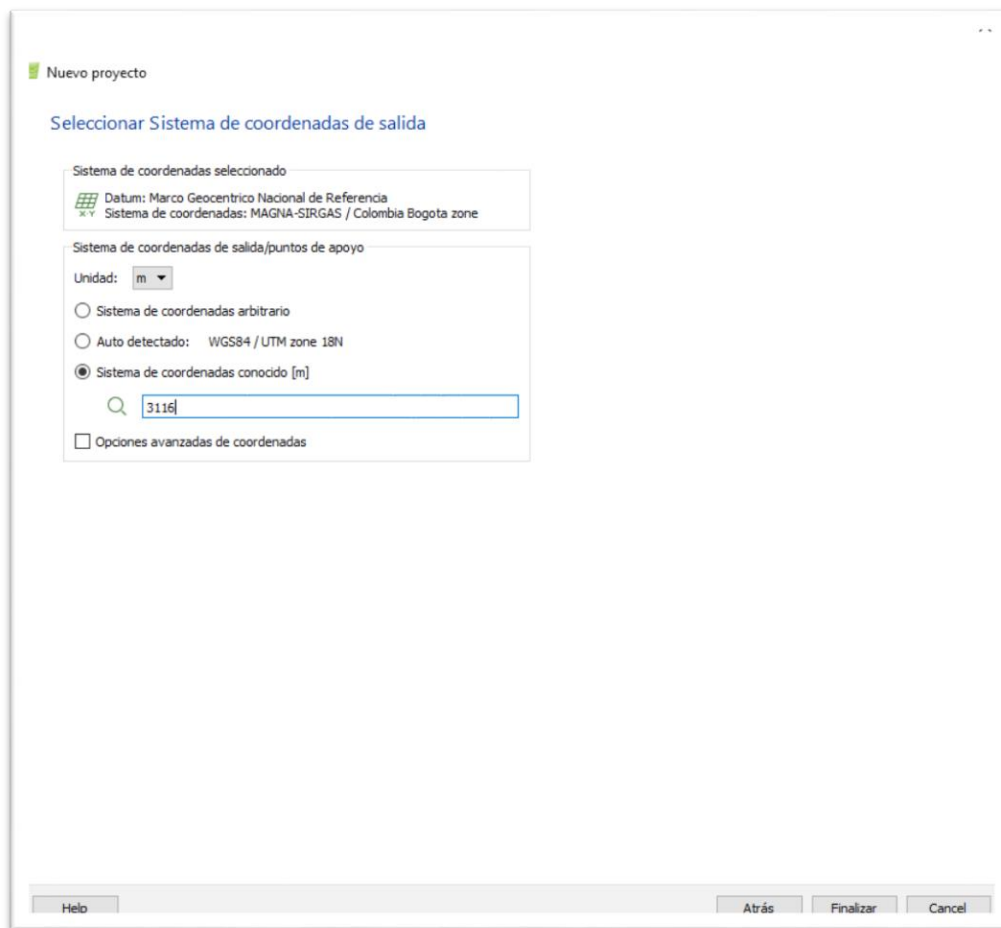 Nuevo proyecto
Seleccionar Sistema de coordenadas de salida
Sistema de coordenadas seleccionado
X-Y
Datum: Marco Geocentrico Nacional de Referencia
Sistema de coordenadas: MAGNA-SIRGAS / Colombia Bogota zone
Sistema de coordenadas de salida/puntos de apoyo
Unidad: m
Sistema de coordenadas arbitrario
Auto detectado: WGS84 / UTM zone 18N
Sistema de coordenadas conocido [m]
3116
Opciones avanzadas de coordenadas
Help Atrás Finalizar Cancel